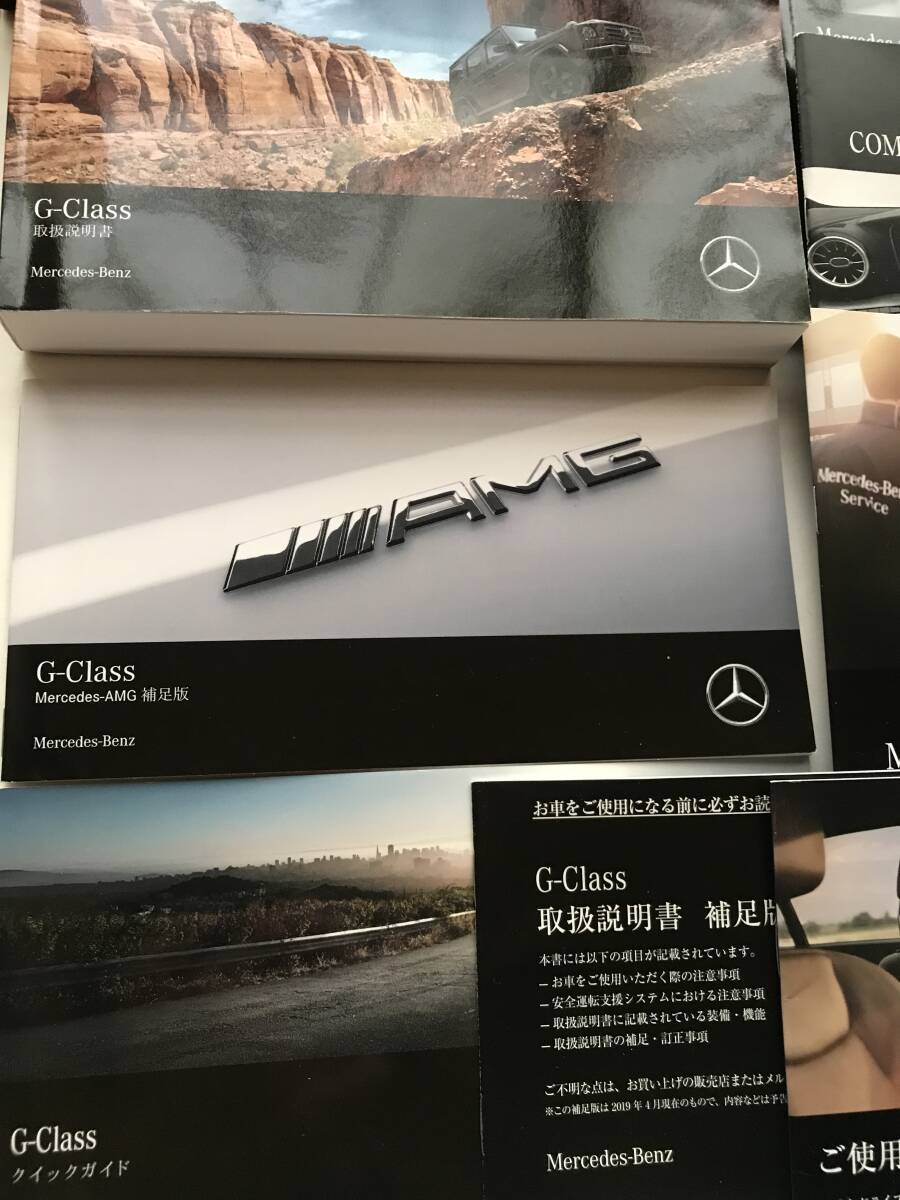 G-Class
取扱説明書
Mercedes-Benz
COM
AMG
G-Class
Mercedes-AMG 補足版
Mercedes-Benz
Mercedes-Be
Service
M
G-Class
クイックガイド
お車をご使用になる前に必ずお読
G-Class
取扱説明書 補足版
本書には以下の項目が記載されています。
– お車をご使用いただく際の注意事項
– 安全運転支援システムにおける注意事項
– 取扱説明書に記載されている装備・機能
– 取扱説明書の補足・訂正事項
ご不明な点は、お買い上げの販売店またはメル
※この補足版は 2019 年 4 月現在のもので、内容などは予告
Mercedes-Benz
ご使用